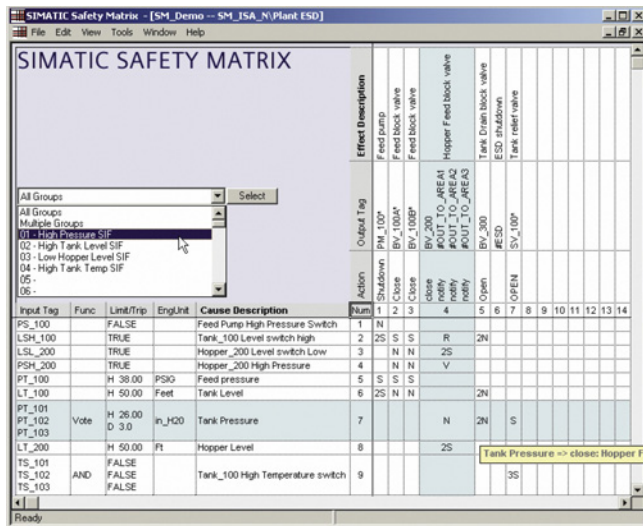 SIMATIC Safety Matrix - [SM_Demo -- SM_ISA_N\Plant ESD]
File Edit View Tools Window Help
SIMATIC SAFETY MATRIX
All Groups Select
All Groups
Multiple Groups
01 - High Pressure SIF
02 - High Tank Level SIF
03 - Low Hopper Level SIF
04 - High Tank Temp SIF
05 -
06 -
Effect Description
Feed pump
Feed block valve
Feed block valve
Hopper Feed block valve
Tank Drain block valve
ESD shutdown
Tank relief valve
Output Tag
PM_100*
BV_100A*
BV_100B*
BV_200
#OUT_TO_AREA1
#OUT_TO_AREA2
#OUT_TO_AREA3
BV_300
#ESD
SV_100*
Action
Shutdown
Close
Close
close
notify
notify
notify
Open
OPEN
Input Tag Func Limit/Trip EngUnit Cause Description Num 1 2 3 4 5 6 7 8 9 10 11 12 13 14
PS_100 FALSE Feed Pump High Pressure Switch 1 N
LSH_100 TRUE Tank_100 Level switch high 2 2S S S R 2N
LSL_200 TRUE Hopper_200 Level switch Low 3 N N 2S
PSH_200 TRUE Hopper_200 High Pressure 4 N N V
PT_100 H 38.00 PSIG Feed pressure 5 S S S
LT_100 H 50.00 Feet Tank Level 6 2S N N 2N
PT_101
PT_102 Vote H 26.00 in_H20 Tank Pressure 7 N 2N S
PT_103 D 3.0
LT_200 H 50.00 Ft Hopper Level 8 2S
Tank Pressure => close: Hopper F
TS_101 FALSE
TS_102 AND FALSE Tank_100 High Temperature switch 9 3S
TS_103 FALSE
Ready